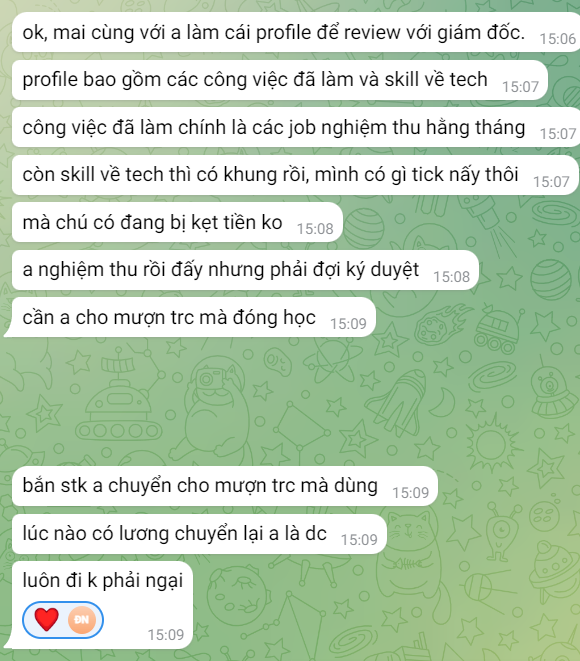 ok, mai cùng với a làm cái profile để review với giám đốc. 15:06
profile bao gồm các công việc đã làm và skill về tech 15:07
công việc đã làm chính là các job nghiệm thu hằng tháng 15:07
còn skill về tech thì có khung rồi, mình có gì tick nấy thôi 15:07
mà chú có đang bị kẹt tiền ko 15:08
a nghiệm thu rồi đấy nhưng phải đợi ký duyệt 15:08
cần a cho mượn trc mà đóng học 15:09
bắn stk a chuyển cho mượn trc mà dùng 15:09
lúc nào có lương chuyển lại a là dc 15:09
luôn đi k phải ngại
ĐN
15:09